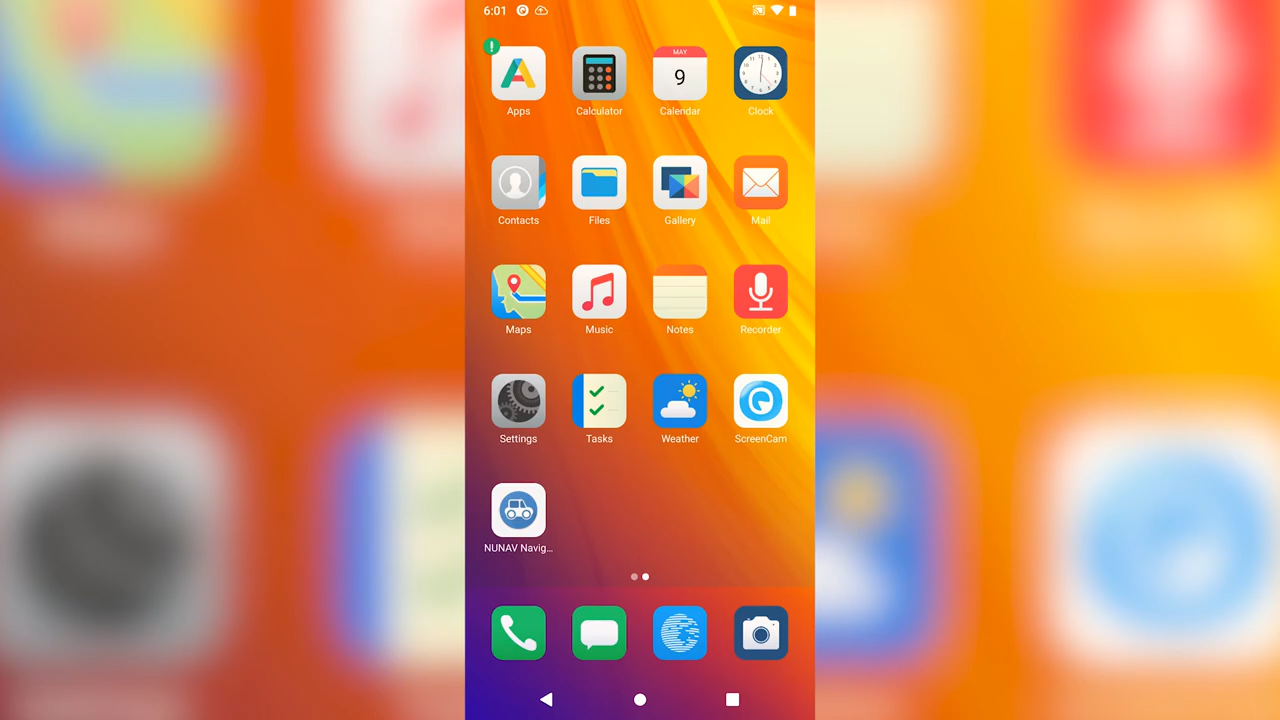 6:01
Apps
Calculator
MAY
9
Calendar
Clock
Contacts
Files
Gallery
Mail
Maps
Music
Notes
Recorder
Settings
Tasks
Weather
ScreenCam
NUNAV Navig...